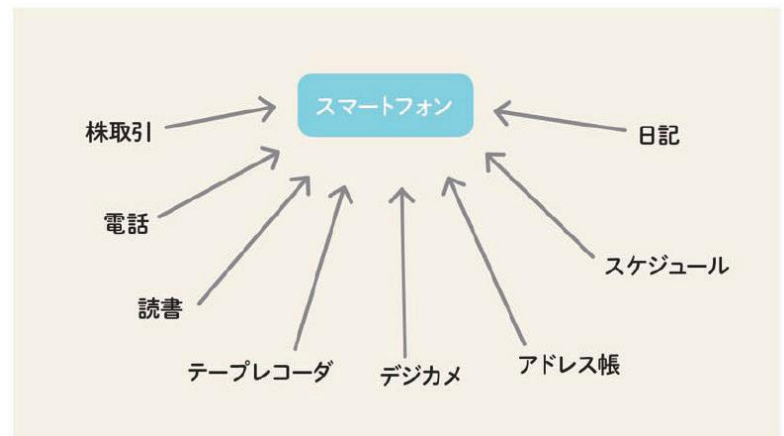 スマートフォン
株取引
日記
電話
スケジュール
読書
テープレコーダ
デジカメ
アドレス帳